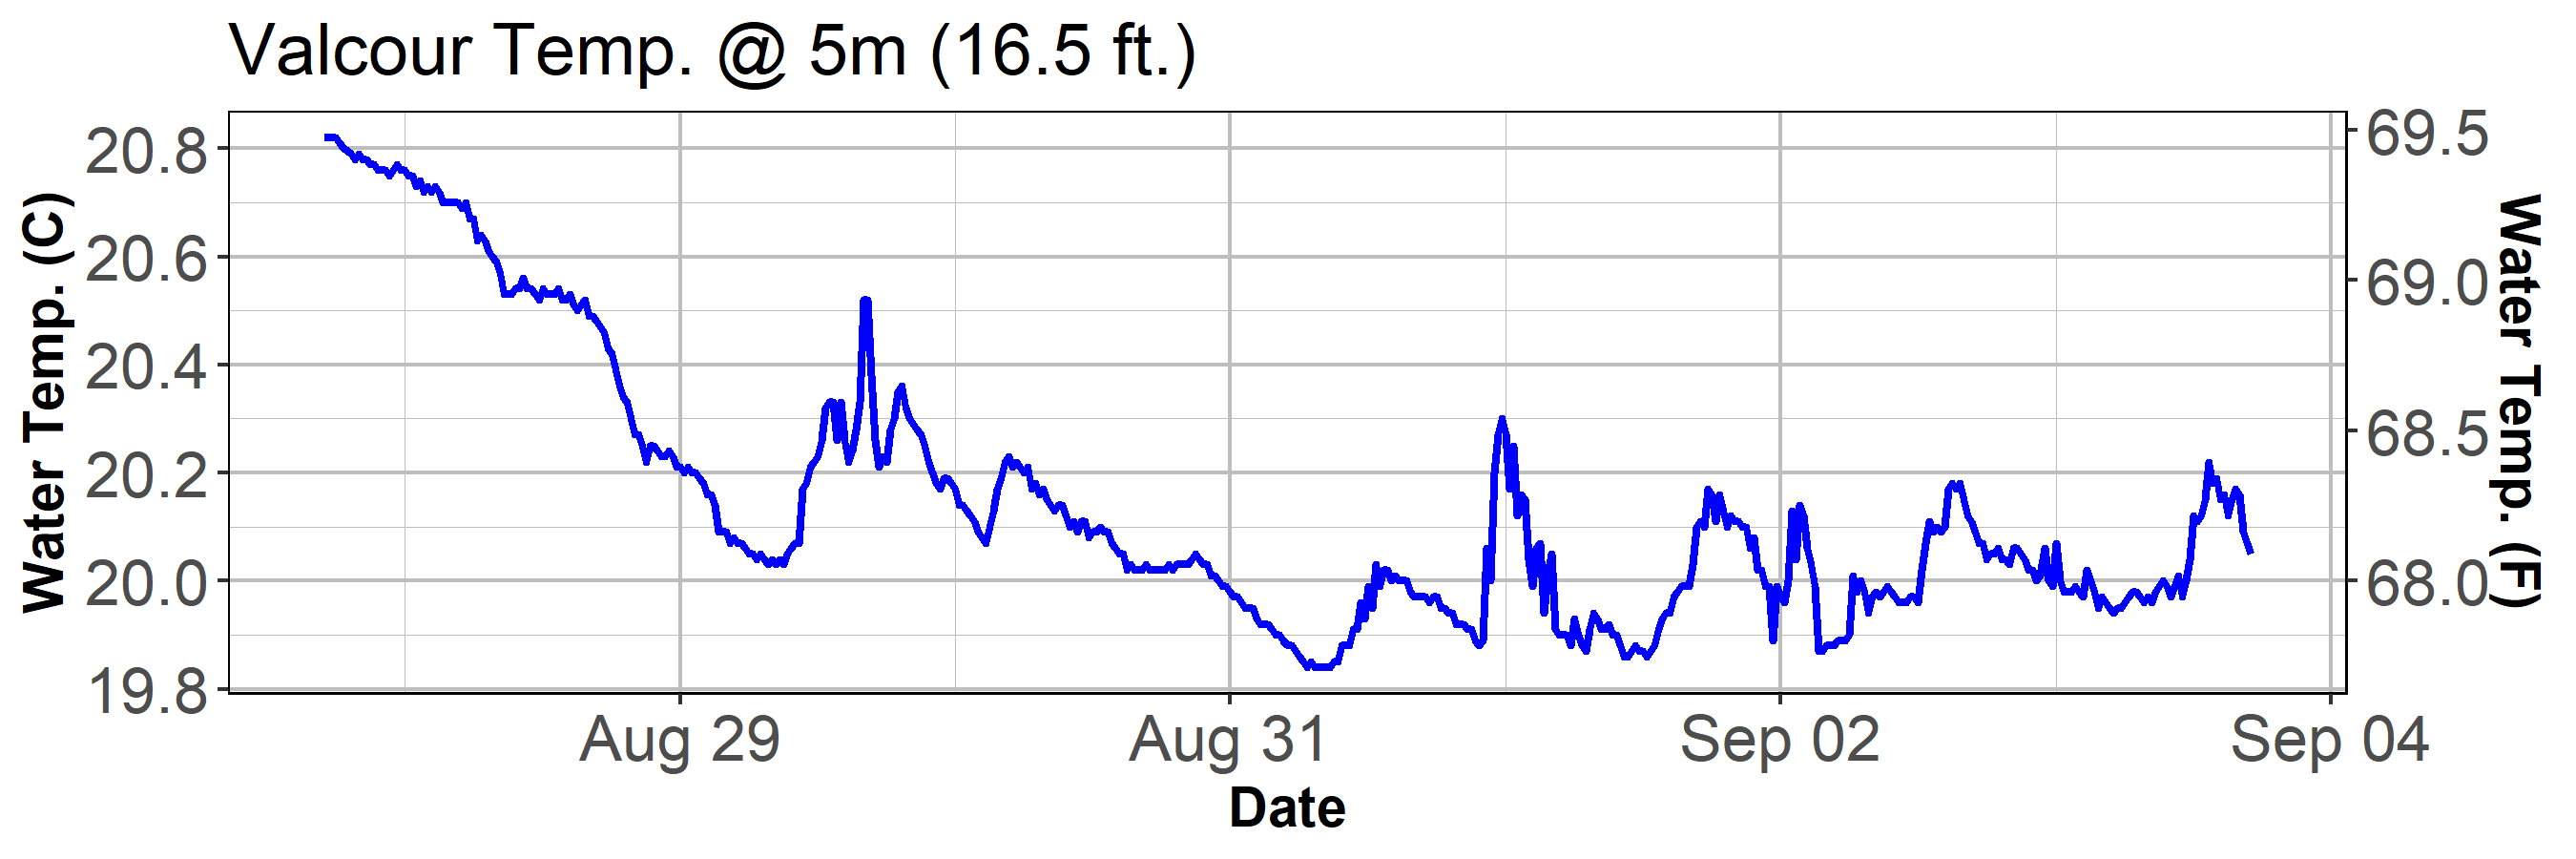 Valcour Temp. @ 5m (16.5 ft.)
Water Temp. (C)
20.8
20.6
20.4
20.2
20.0
19.8
69.5
69.0
68.5
68.0
Water Temp. (F)
Aug 29
Aug 31
Sep 02
Sep 04
Date